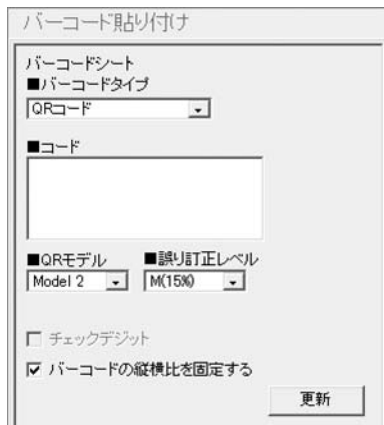 バーコード貼り付け
バーコードシート
■バーコードタイプ
QRコード
■コード
■QRモデル ■誤り訂正レベル
Model 2 M(15%)
チェックデジット
バーコードの縦横比を固定する
更新